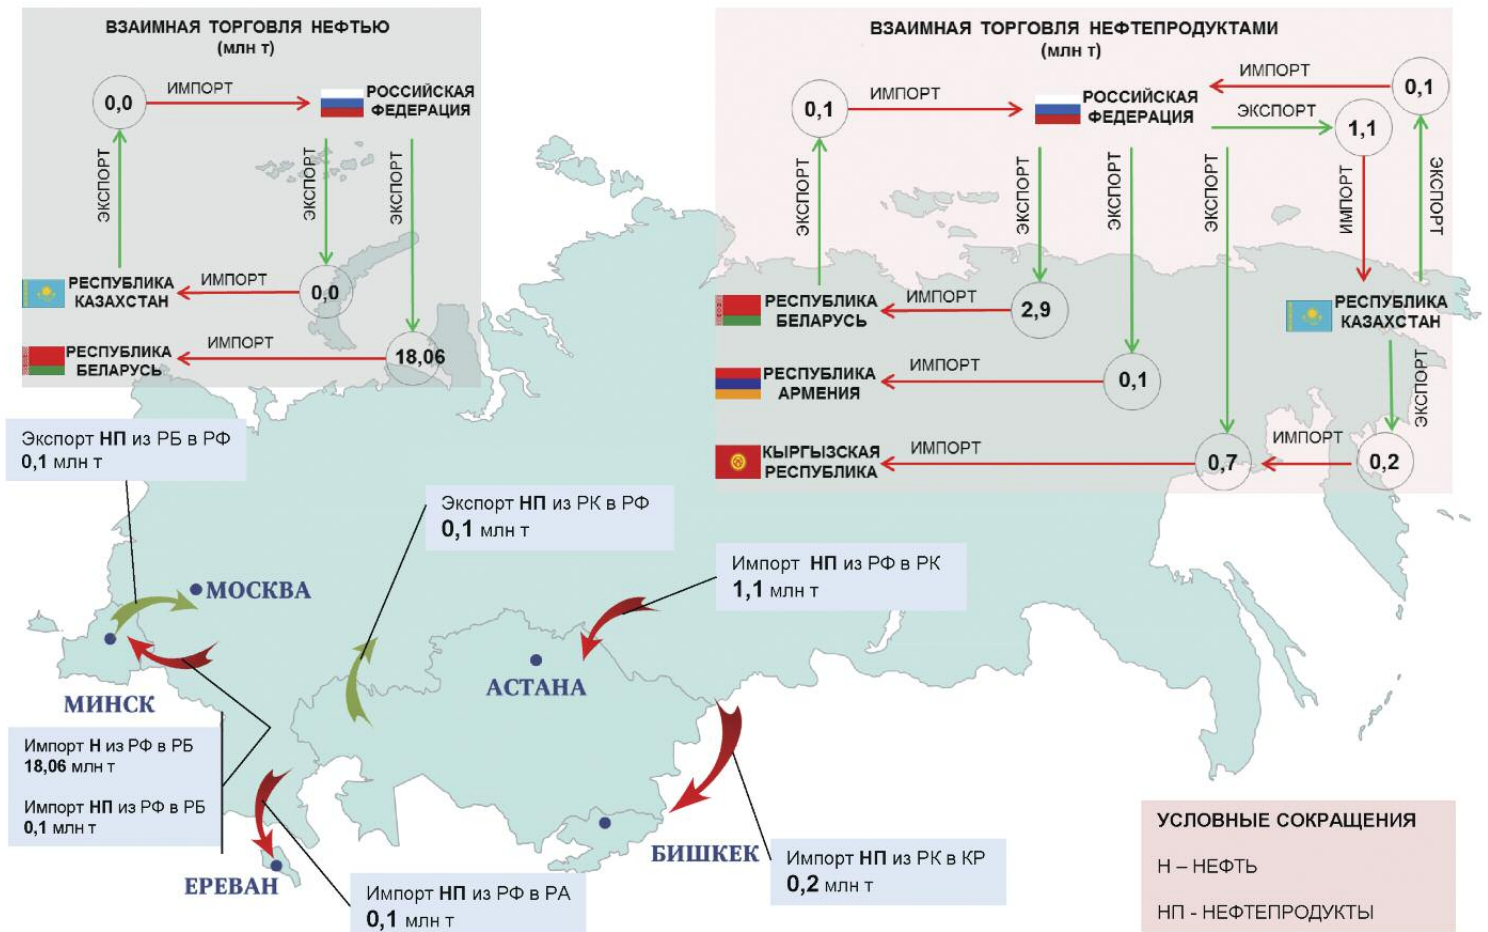 ВЗАИМНАЯ ТОРГОВЛЯ НЕФТЬЮ
(млн т)
0,0
ИМПОРТ
РОССИЙСКАЯ
ФЕДЕРАЦИЯ
ЭКСПОРТ
ЭКСПОРТ
ЭКСПОРТ
РЕСПУБЛИКА
КАЗАХСТАН
ИМПОРТ
0,0
РЕСПУБЛИКА
БЕЛАРУСЬ
ИМПОРТ
18,06
ВЗАИМНАЯ ТОРГОВЛЯ НЕФТЕПРОДУКТАМИ
(млн т)
0,1
ИМПОРТ
РОССИЙСКАЯ
ФЕДЕРАЦИЯ
ИМПОРТ
0,1
ЭКСПОРТ
1,1
ЭКСПОРТ
ЭКСПОРТ
ЭКСПОРТ
ЭКСПОРТ
ИМПОРТ
ЭКСПОРТ
РЕСПУБЛИКА
БЕЛАРУСЬ
ИМПОРТ
2,9
РЕСПУБЛИКА
КАЗАХСТАН
РЕСПУБЛИКА
АРМЕНИЯ
ИМПОРТ
0,1
ЭКСПОРТ
КЫРГЫЗСКАЯ
РЕСПУБЛИКА
ИМПОРТ
0,7
ИМПОРТ
0,2
Экспорт НП из РБ в РФ
0,1 млн т
Экспорт НП из РК в РФ
0,1 млн т
Импорт НП из РФ в РК
1,1 млн т
МОСКВА
МИНСК
АСТАНА
Импорт Н из РФ в РБ
18,06 млн т
Импорт НП из РФ в РБ
0,1 млн т
ЕРЕВАН
БИШКЕК
Импорт НП из РФ в РА
0,1 млн т
Импорт НП из РК в КР
0,2 млн т
УСЛОВНЫЕ СОКРАЩЕНИЯ
Н – НЕФТЬ
НП - НЕФТЕПРОДУКТЫ